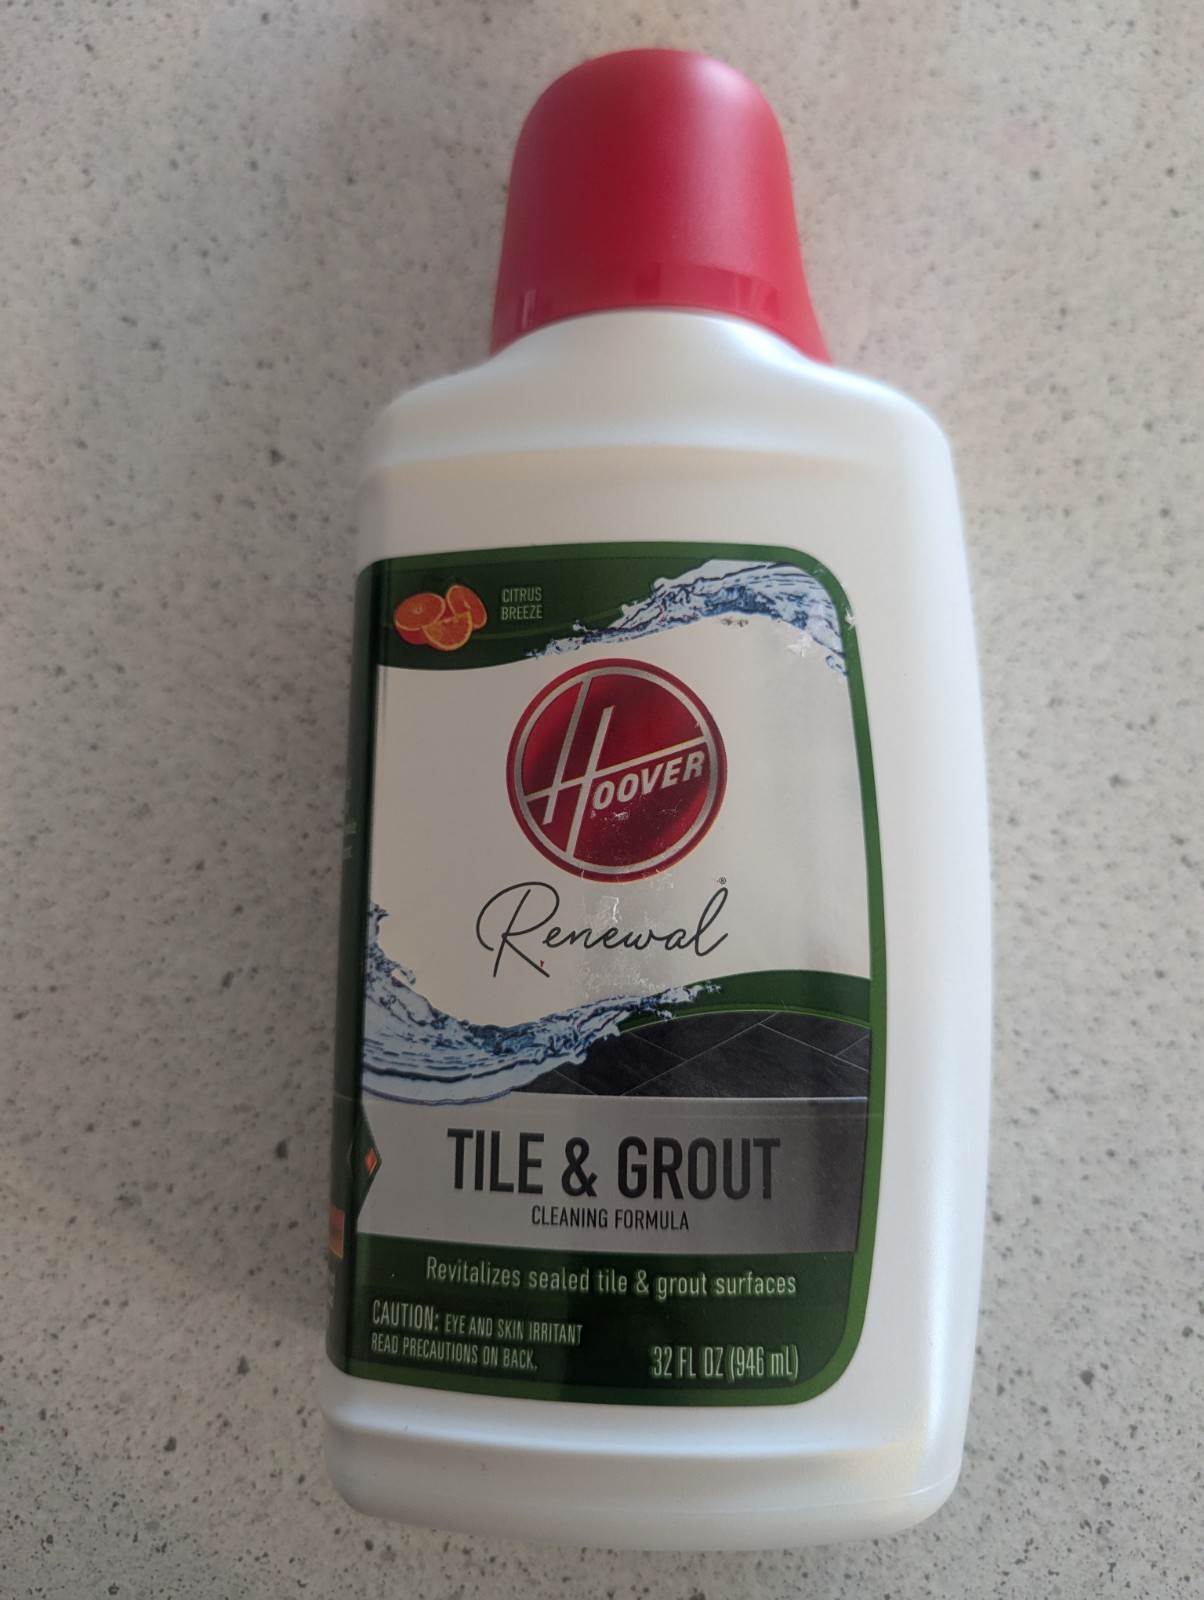 CITRUS
BREEZE
HOOVER
Renewal®
TILE & GROUT
CLEANING FORMULA
Revitalizes sealed tile & grout surfaces
CAUTION: EYE AND SKIN IRRITANT
READ PRECAUTIONS ON BACK.
32 FL OZ (946 mL)